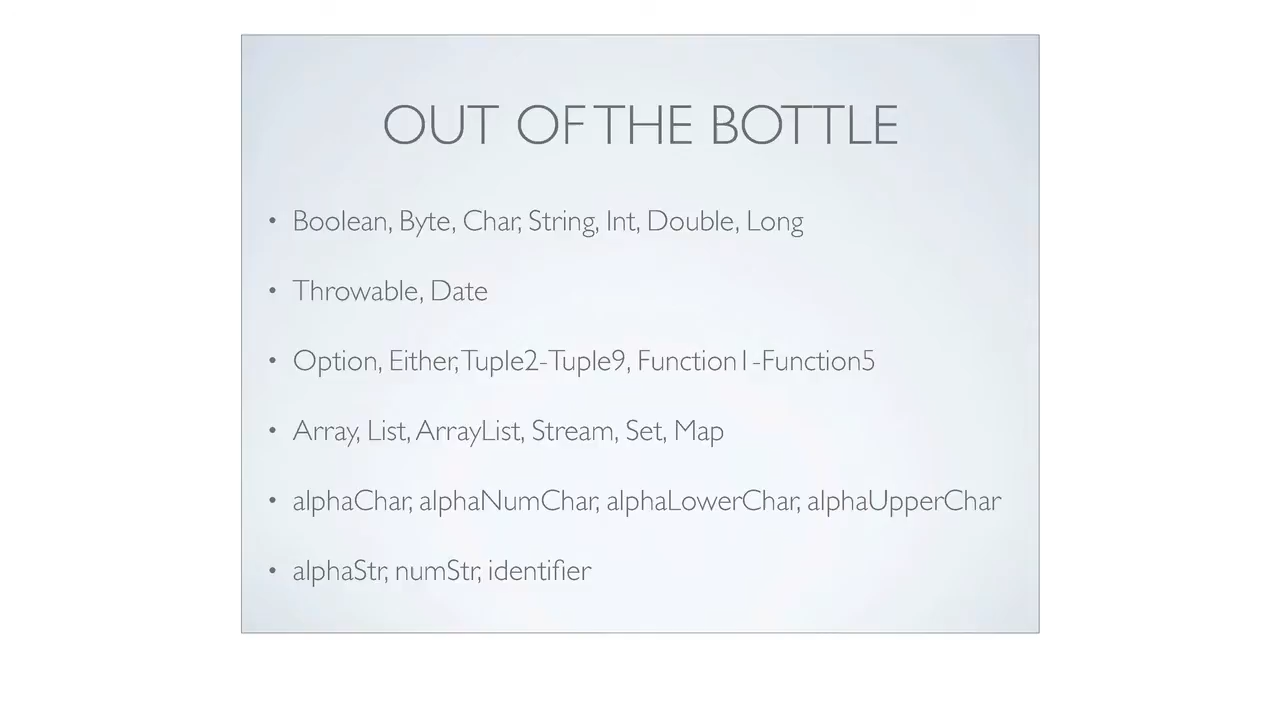 OUT OF THE BOTTLE
• Boolean, Byte, Char, String, Int, Double, Long
• Throwable, Date
• Option, Either, Tuple2-Tuple9, Function1-Function5
• Array, List, ArrayList, Stream, Set, Map
• alphaChar, alphaNumChar, alphaLowerChar, alphaUpperChar
• alphaStr, numStr, identifier